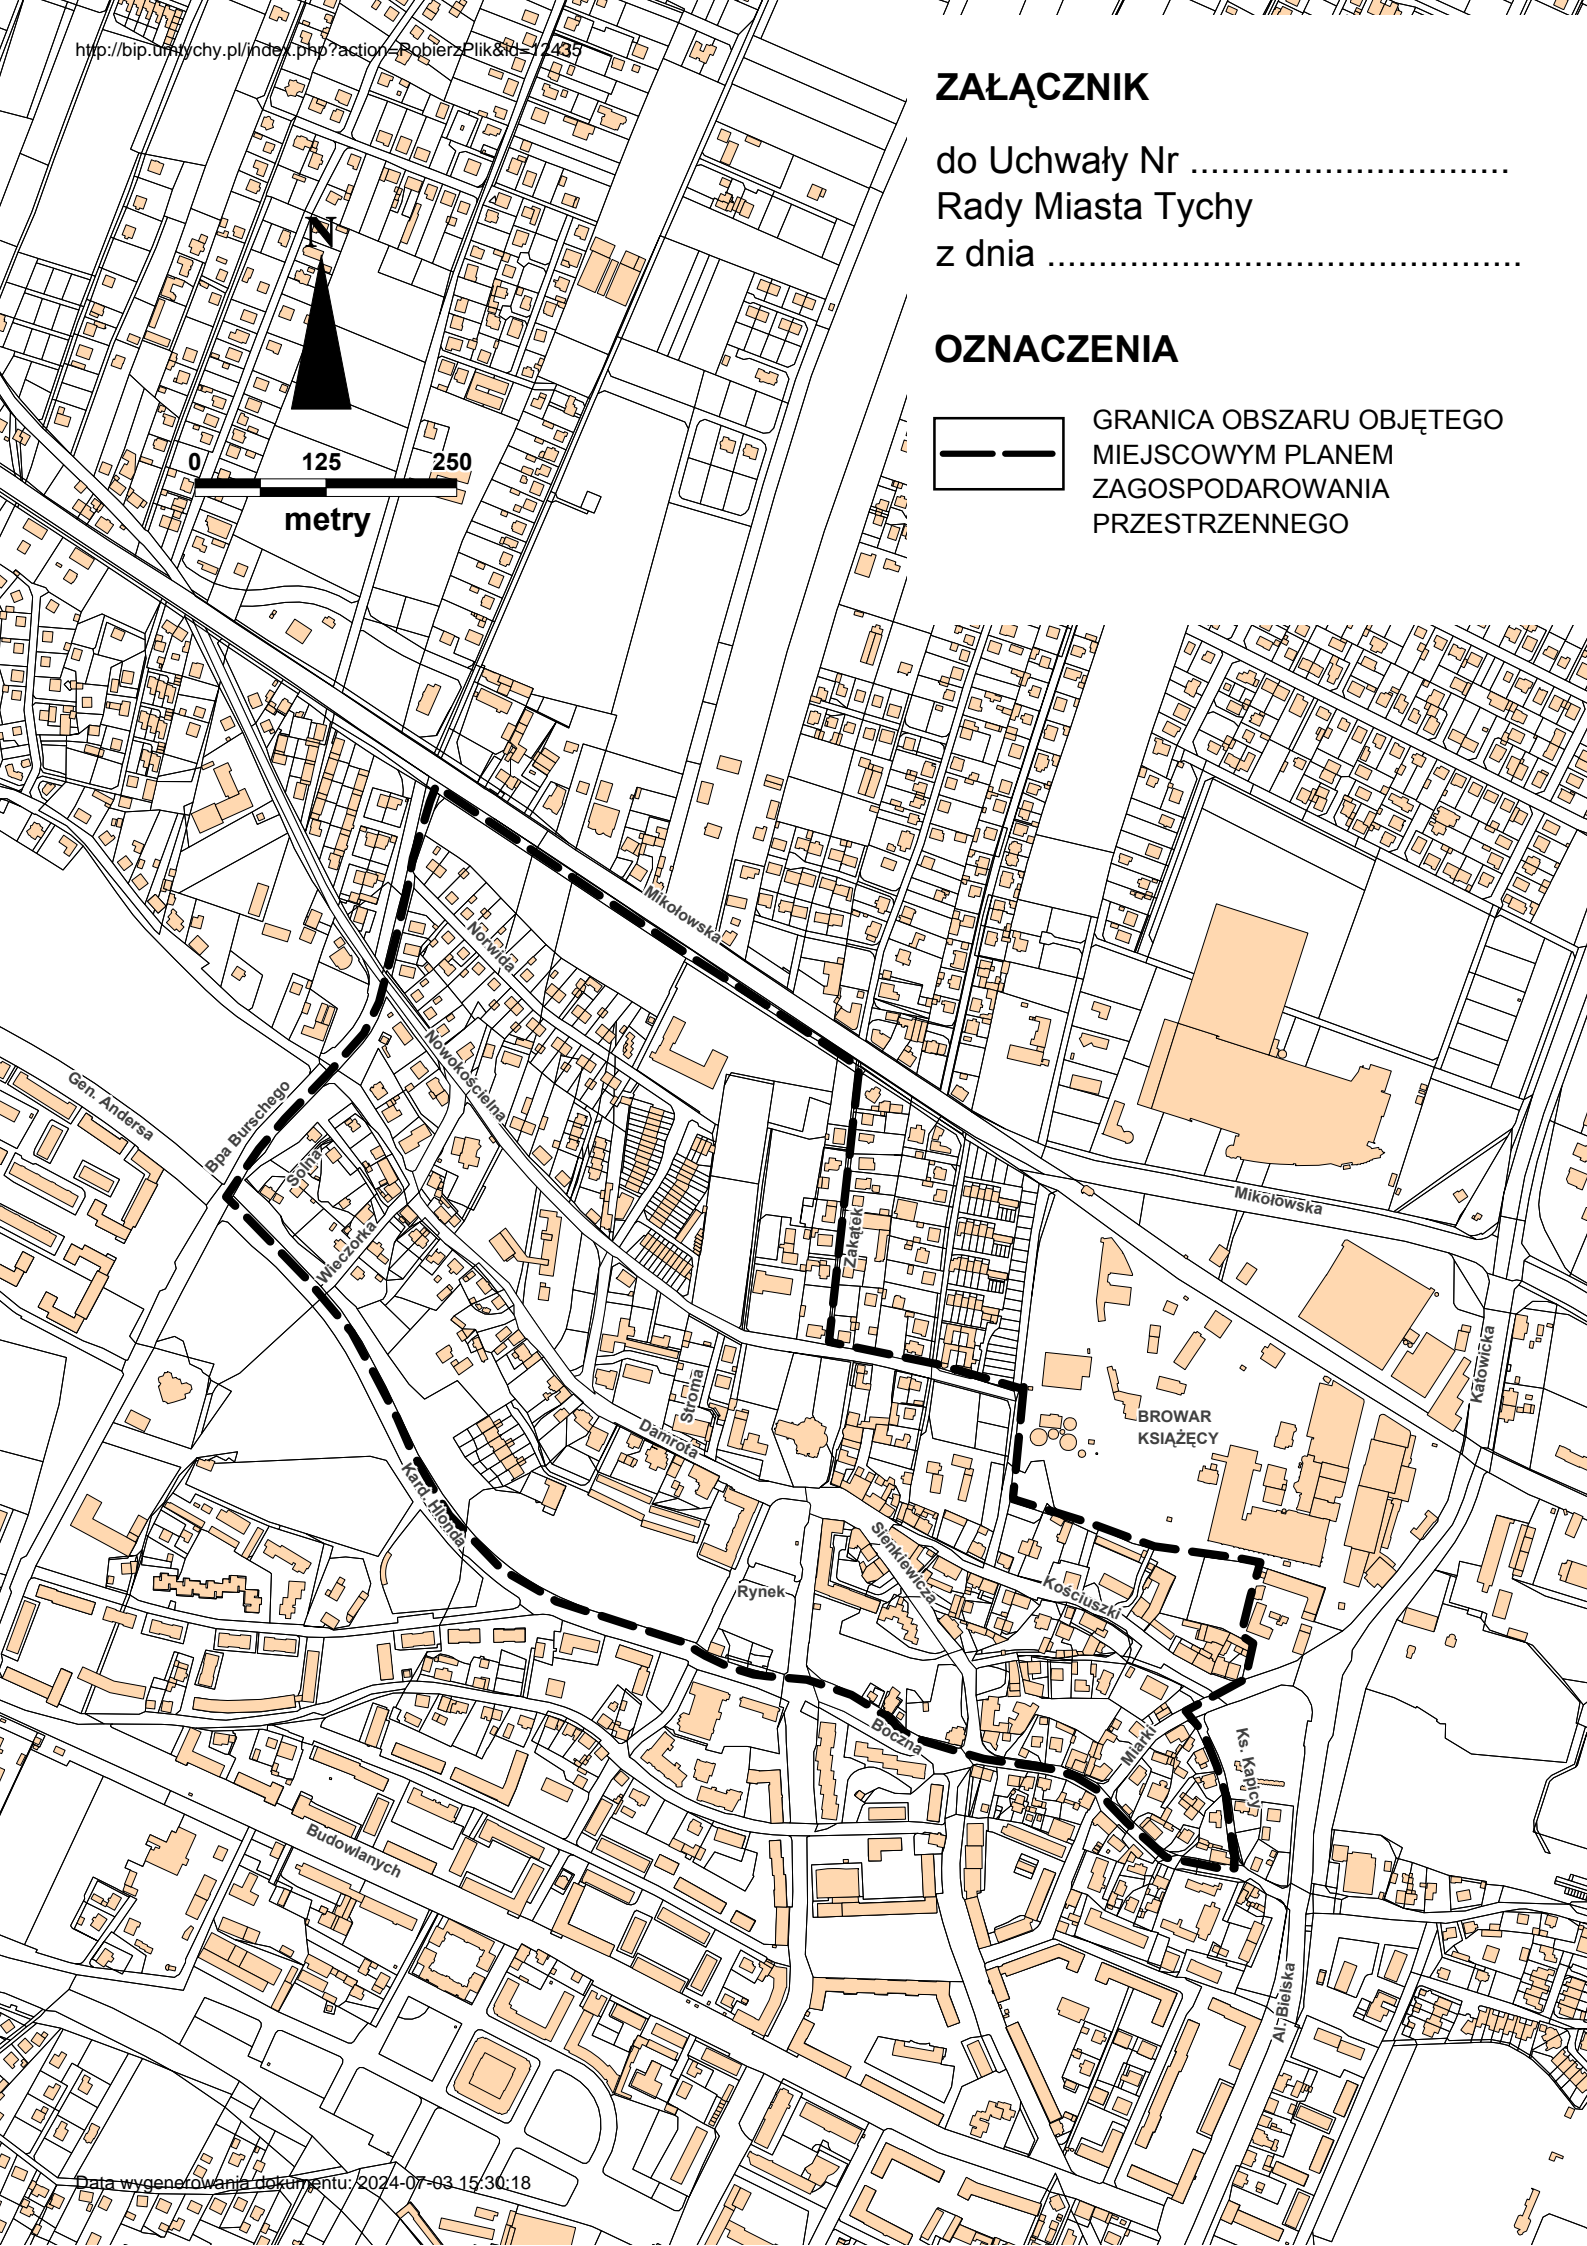 http://bip.umtychy.pl/index.php?action=PobierzPlik&id=12435
ZAŁĄCZNIK
do Uchwały Nr ...............................
Rady Miasta Tychy
z dnia ..............................................
OZNACZENIA
GRANICA OBSZARU OBJĘTEGO
MIEJSCOWYM PLANEM
ZAGOSPODAROWANIA
PRZESTRZENNEGO
N
0 125 250
metry
Mikołowska
Norwida
Nowokościelna
Gen. Andersa
Bpa Burschego
Solna
Wieczorka
Zakątek
Mikołowska
Katowicka
Stroma
Damrota
BROWAR
KSIĄŻĘCY
Kard. Hlonda
Sienkiewicza
Rynek
Kościuszki
Boczna
Miarki
Ks. Kapicy
Budowlanych
Al. Bielska
Data wygenerowania dokumentu: 2024-07-03 15:30:18